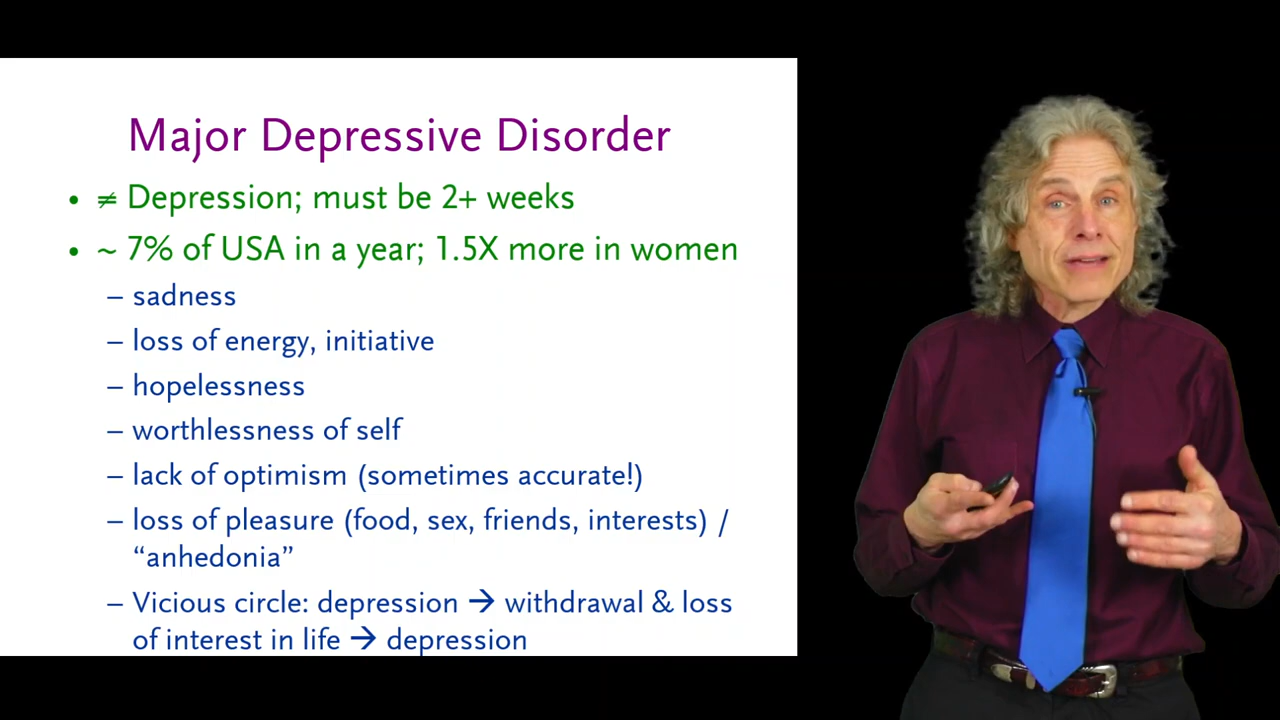 Major Depressive Disorder
• ≠ Depression; must be 2+ weeks
• ~ 7% of USA in a year; 1.5X more in women
– sadness
– loss of energy, initiative
– hopelessness
– worthlessness of self
– lack of optimism (sometimes accurate!)
– loss of pleasure (food, sex, friends, interests) /
“anhedonia”
– Vicious circle: depression → withdrawal & loss
of interest in life → depression